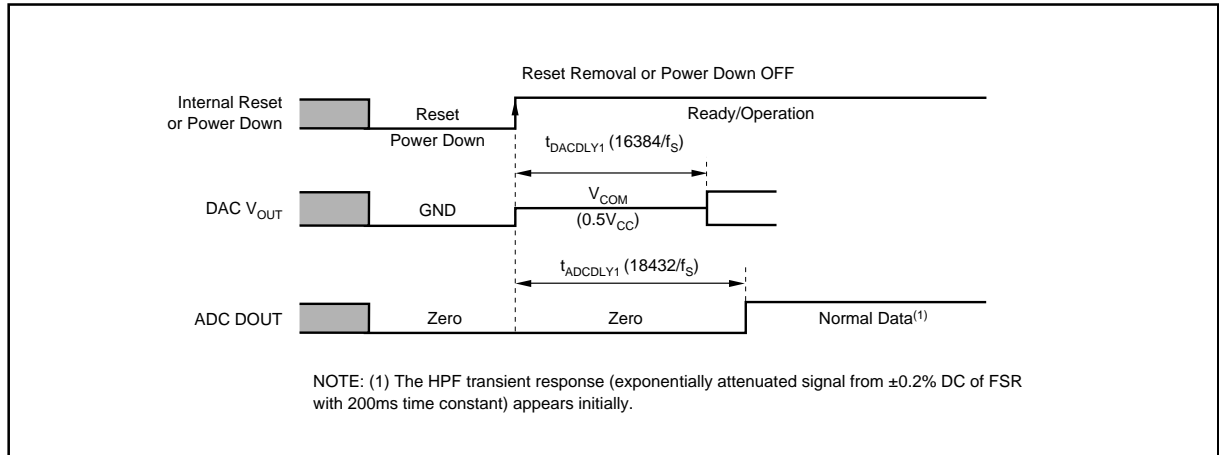 Reset Removal or Power Down OFF
Internal Reset
or Power Down
Reset
Power Down
Ready/Operation
tDACDLY1 (16384/fS)
DAC VOUT
GND
VCOM
(0.5VCC)
tADCDLY1 (18432/fS)
ADC DOUT
Zero
Zero
Normal Data(1)
NOTE: (1) The HPF transient response (exponentially attenuated signal from ±0.2% DC of FSR
with 200ms time constant) appears initially.